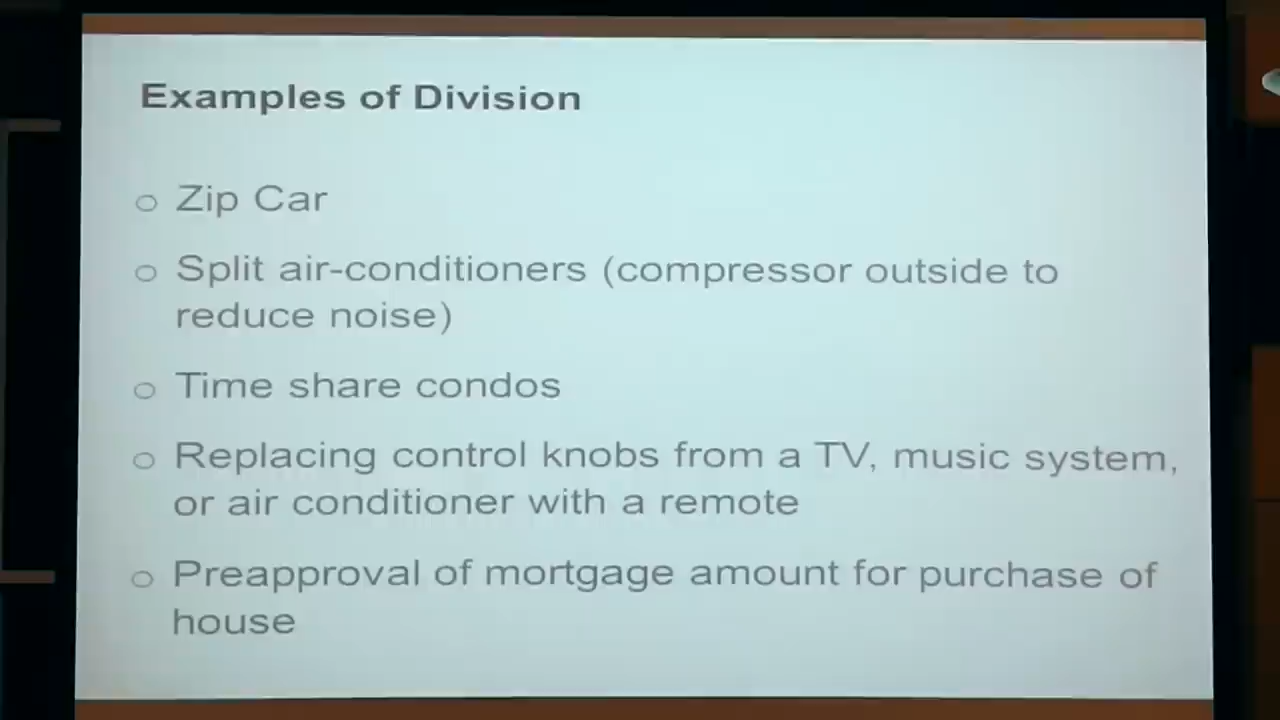 Examples of Division
o Zip Car
o Split air-conditioners (compressor outside to
reduce noise)
o Time share condos
o Replacing control knobs from a TV, music system,
or air conditioner with a remote
o Preapproval of mortgage amount for purchase of
house